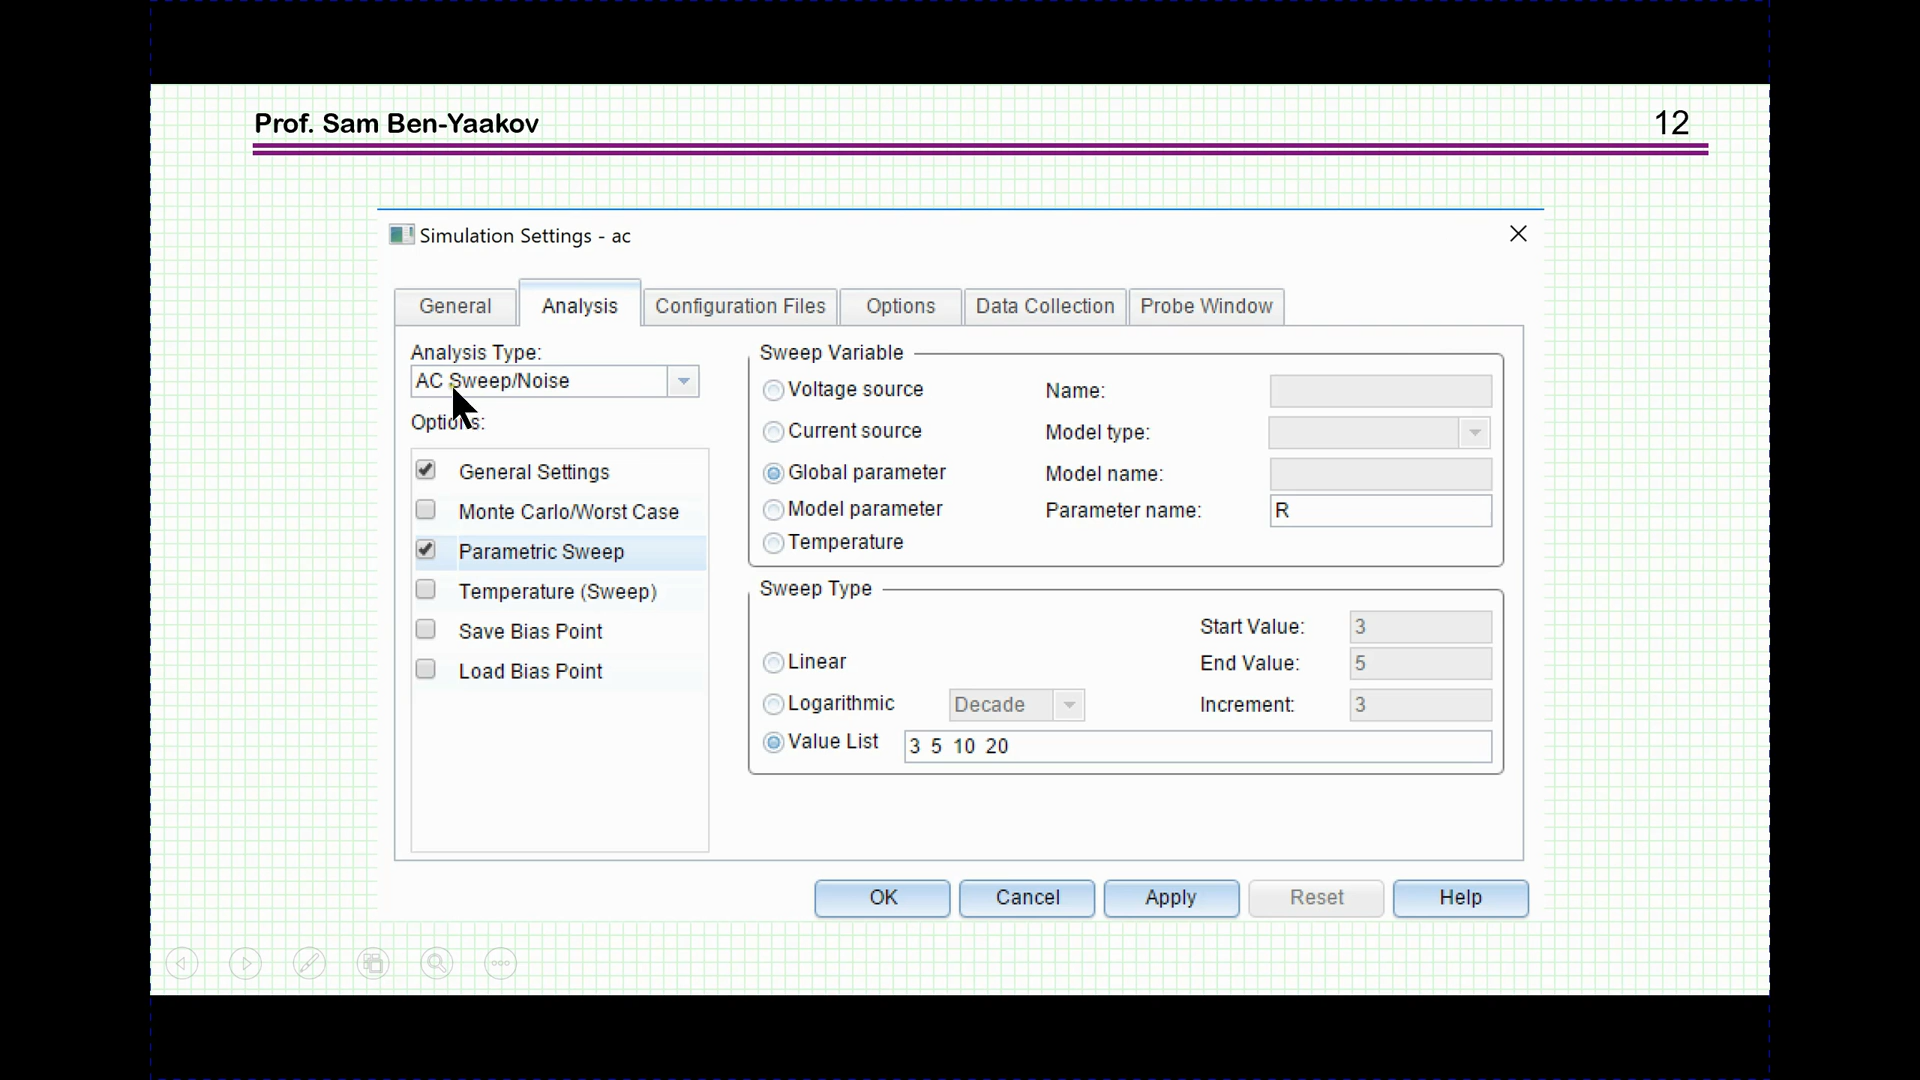 Prof. Sam Ben-Yaakov
12
Simulation Settings - ac
General Analysis Configuration Files Options Data Collection Probe Window
Analysis Type:
AC Sweep/Noise
Options:
General Settings
Monte Carlo/Worst Case
Parametric Sweep
Temperature (Sweep)
Save Bias Point
Load Bias Point
Sweep Variable
Voltage source Name:
Current source Model type:
Global parameter Model name:
Model parameter Parameter name: R
Temperature
Sweep Type
Start Value: 3
Linear End Value: 5
Logarithmic Decade Increment: 3
Value List 3 5 10 20
OK Cancel Apply Reset Help